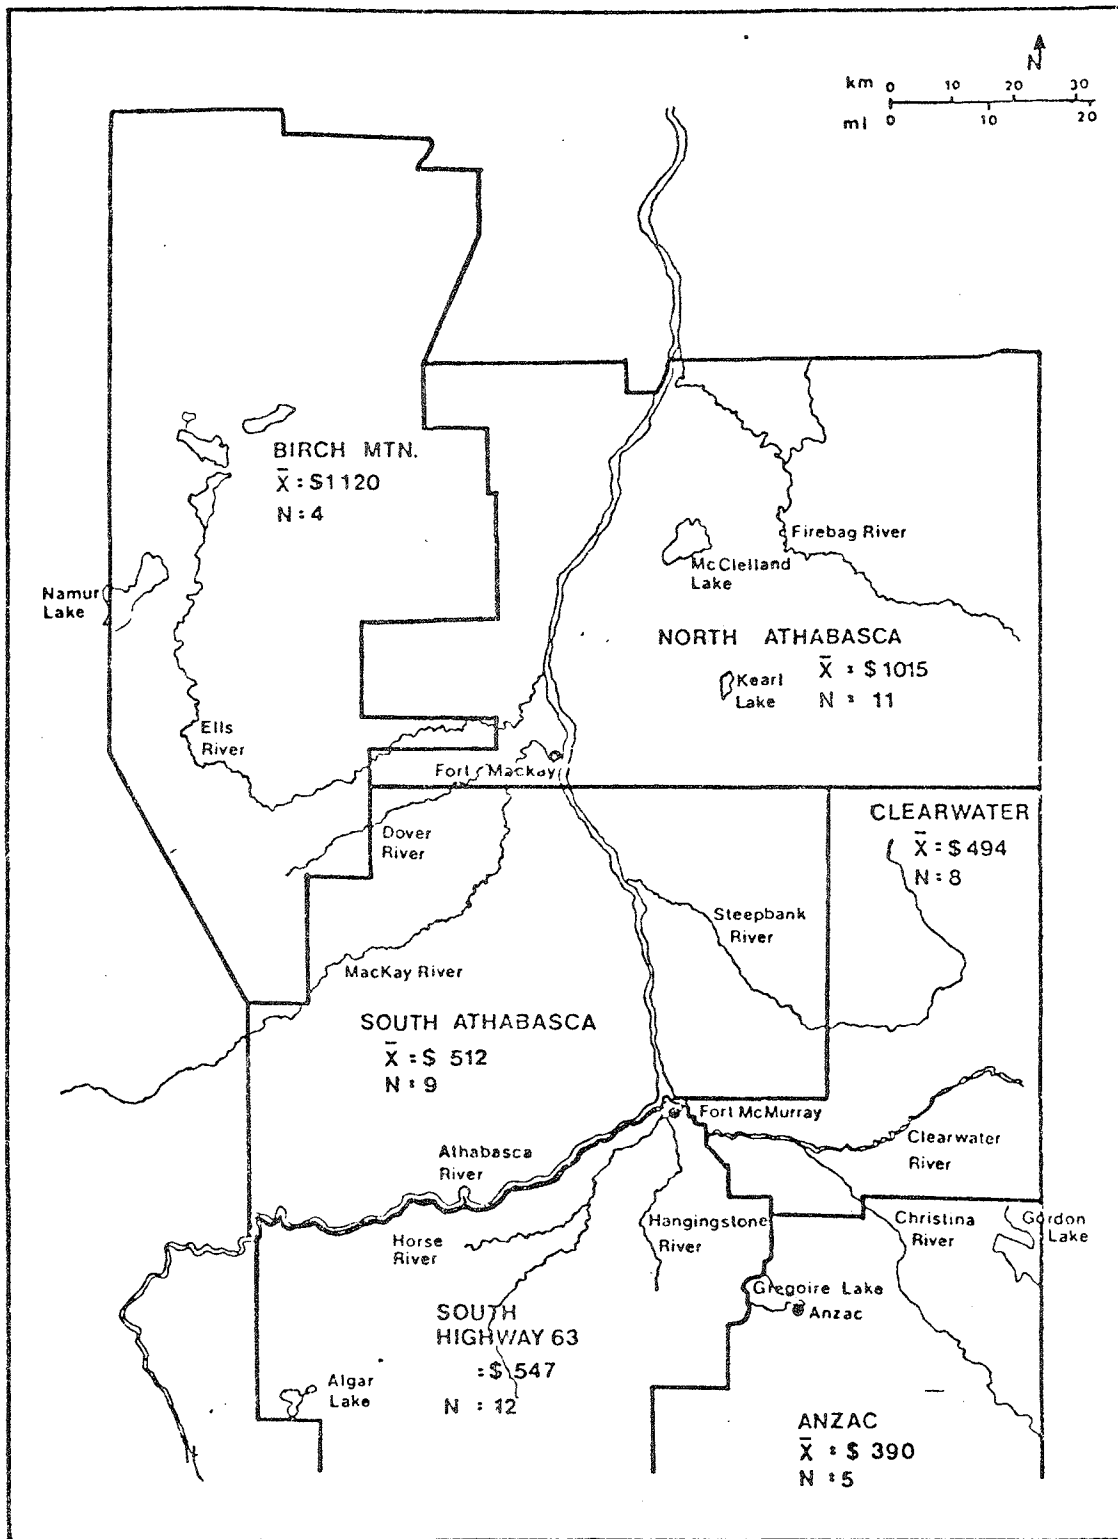 N
km 0 10 20 30
mi 0 10 20
BIRCH MTN.
X̄ : $1120
N : 4
Firebag River
McClelland
Lake
Namur
Lake
NORTH ATHABASCA
X̄ : $1015
N : 11
Kearl
Lake
Ells
River
Fort Mackay
CLEARWATER
X̄ : $494
N : 8
Dover
River
Steepbank
River
MacKay River
SOUTH ATHABASCA
X̄ : $ 512
N : 9
Fort McMurray
Clearwater
River
Athabasca
River
Horse
River
Hangingstone
River
Christina
River
Gordon
Lake
Gregoire Lake
Anzac
SOUTH
HIGHWAY 63
: $ 547
N : 12
Algar
Lake
ANZAC
X̄ : $ 390
N : 5